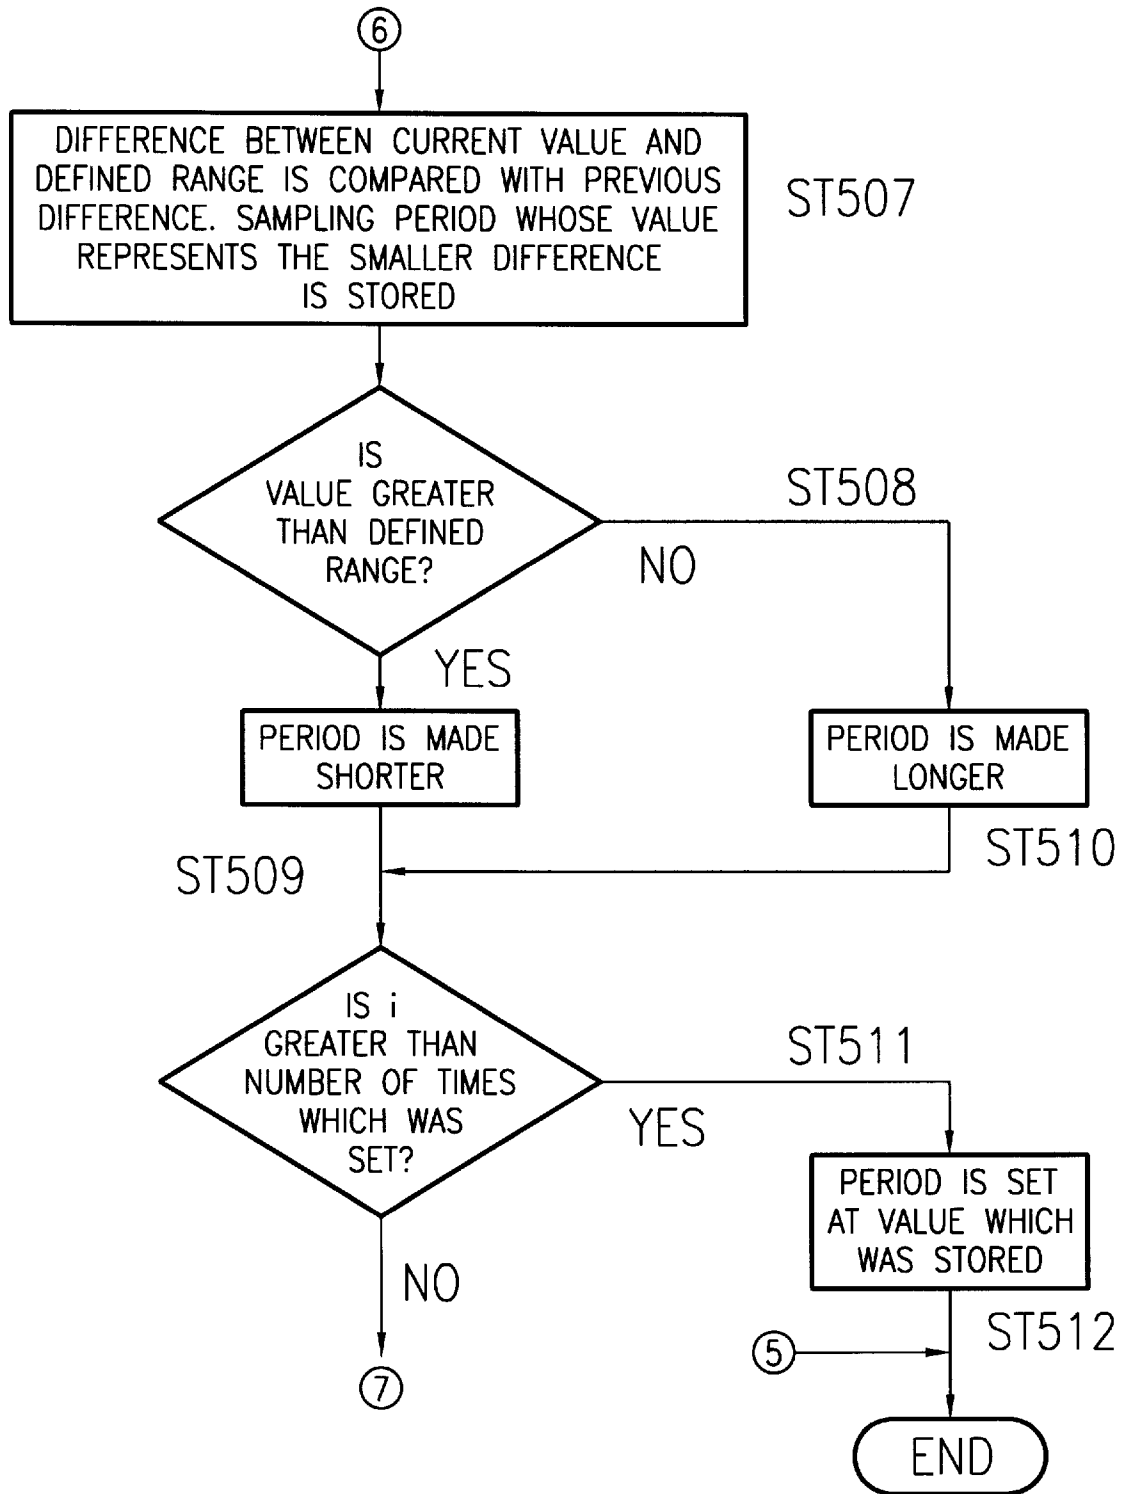 6
DIFFERENCE BETWEEN CURRENT VALUE AND
DEFINED RANGE IS COMPARED WITH PREVIOUS
DIFFERENCE. SAMPLING PERIOD WHOSE VALUE
REPRESENTS THE SMALLER DIFFERENCE
IS STORED
ST507
IS
VALUE GREATER
THAN DEFINED
RANGE?
ST508
NO
YES
PERIOD IS MADE
SHORTER
PERIOD IS MADE
LONGER
ST509
ST510
IS i
GREATER THAN
NUMBER OF TIMES
WHICH WAS
SET?
ST511
YES
PERIOD IS SET
AT VALUE WHICH
WAS STORED
NO
ST512
5
7
END